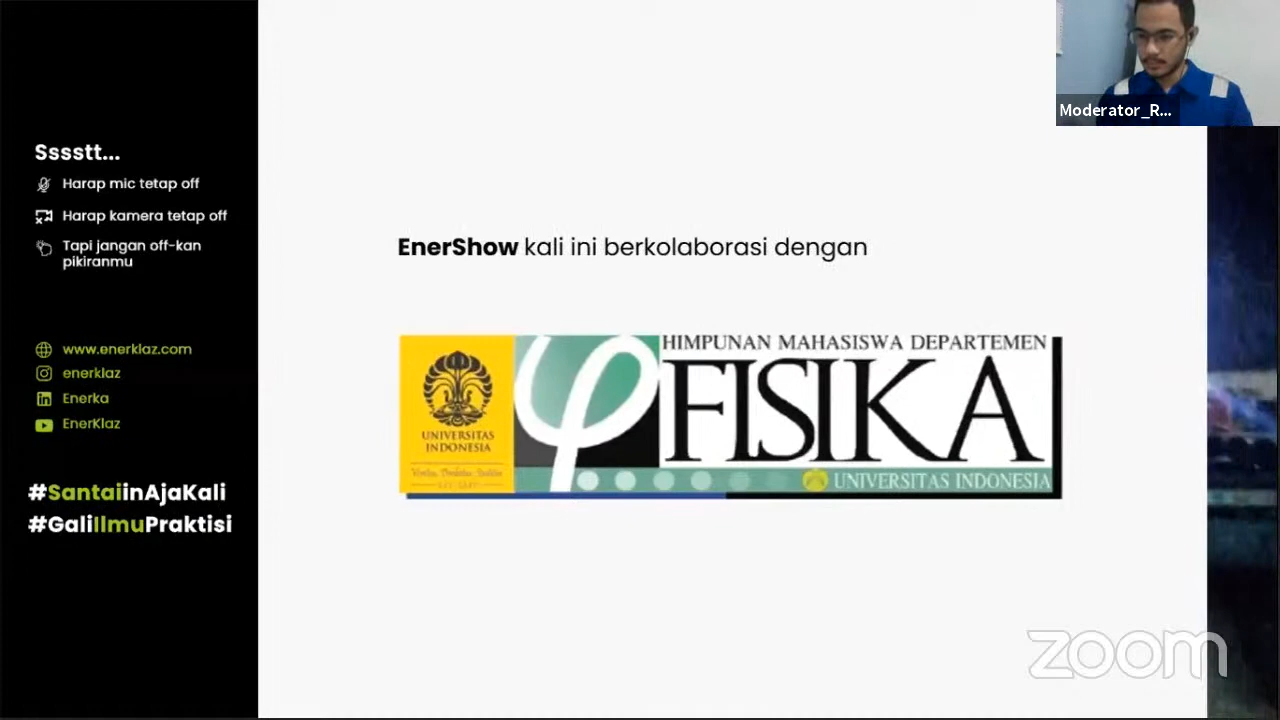 Sssstt...
Harap mic tetap off
Harap kamera tetap off
Tapi jangan off-kan
pikiranmu
www.enerklaz.com
enerklaz
Enerka
EnerKlaz
#SantaiinAjaKali
#GaliIlmuPraktisi
EnerShow kali ini berkolaborasi dengan
UNIVERSITAS
INDONESIA
HIMPUNAN MAHASISWA DEPARTEMEN
FISIKA
UNIVERSITAS INDONESIA
Moderator_R...
zoom